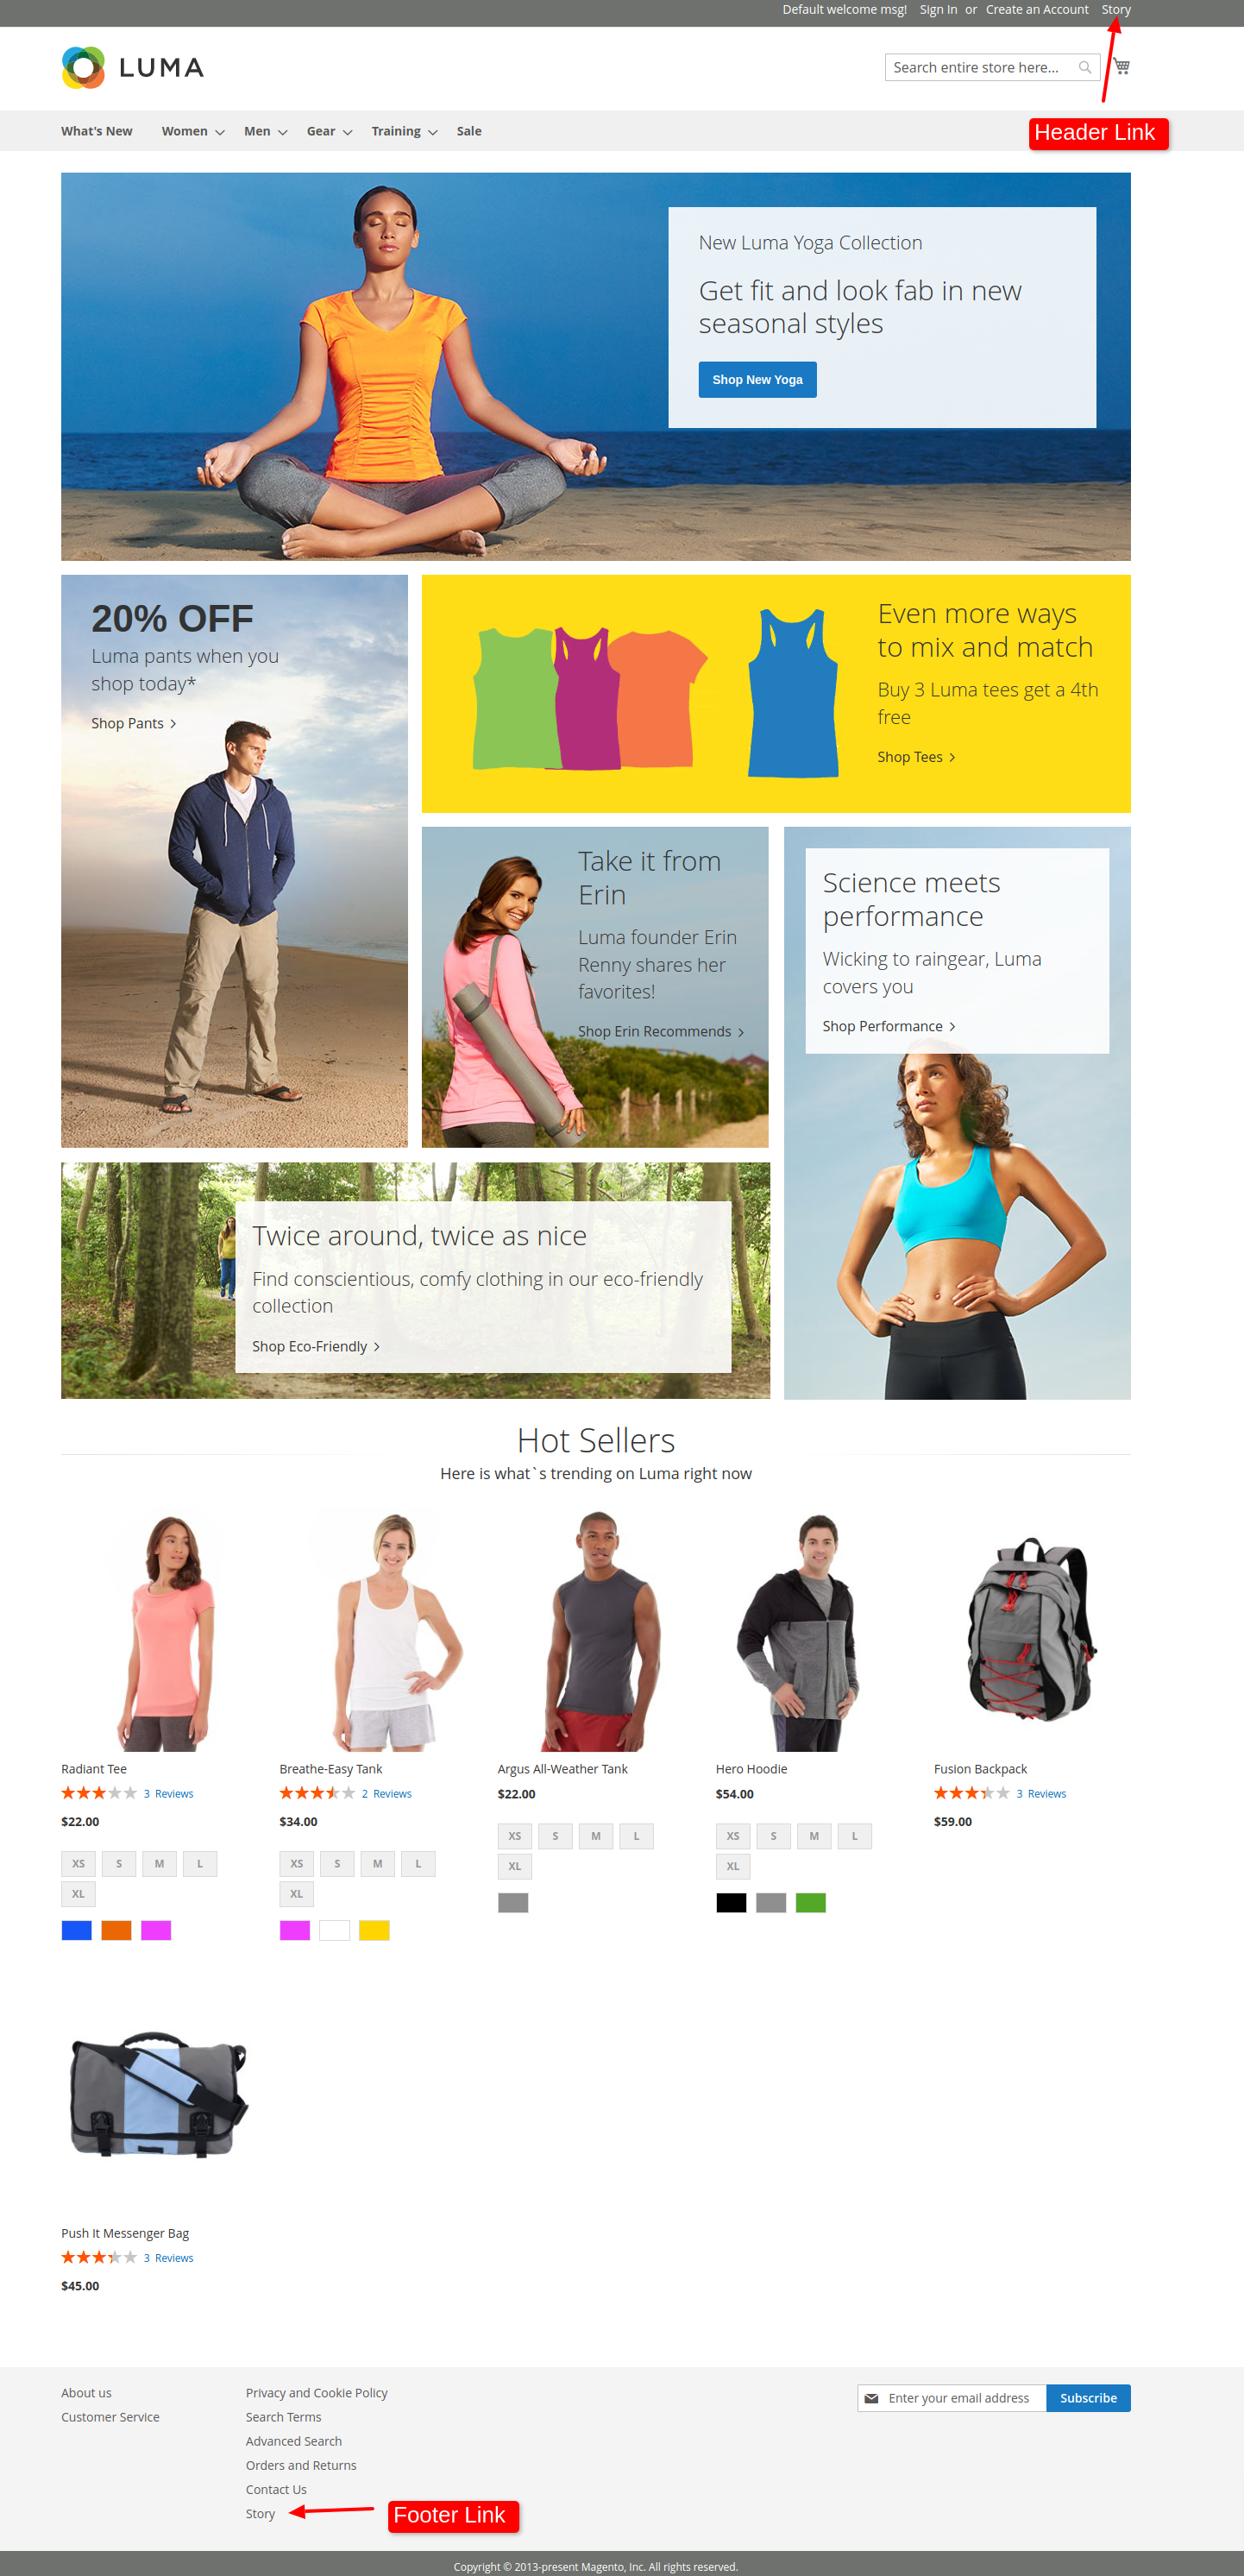 Default welcome msg! Sign In or Create an Account Story
LUMA
Search entire store here...
What's New Women Men Gear Training Sale
Header Link
New Luma Yoga Collection
Get fit and look fab in new
seasonal styles
Shop New Yoga
20% OFF
Luma pants when you
shop today*
Shop Pants
Even more ways
to mix and match
Buy 3 Luma tees get a 4th
free
Shop Tees
Take it from
Erin
Luma founder Erin
Renny shares her
favorites!
Shop Erin Recommends
Science meets
performance
Wicking to raingear, Luma
covers you
Shop Performance
Twice around, twice as nice
Find conscientious, comfy clothing in our eco-friendly
collection
Shop Eco-Friendly
Hot Sellers
Here is what`s trending on Luma right now
Radiant Tee
3 Reviews
$22.00
XS S M L
XL
Breathe-Easy Tank
2 Reviews
$34.00
XS S M L
XL
Argus All-Weather Tank
$22.00
XS S M L
XL
Hero Hoodie
$54.00
XS S M L
XL
Fusion Backpack
3 Reviews
$59.00
Push It Messenger Bag
3 Reviews
$45.00
About us
Customer Service
Privacy and Cookie Policy
Search Terms
Advanced Search
Orders and Returns
Contact Us
Story
Footer Link
Enter your email address
Subscribe
Copyright © 2013-present Magento, Inc. All rights reserved.